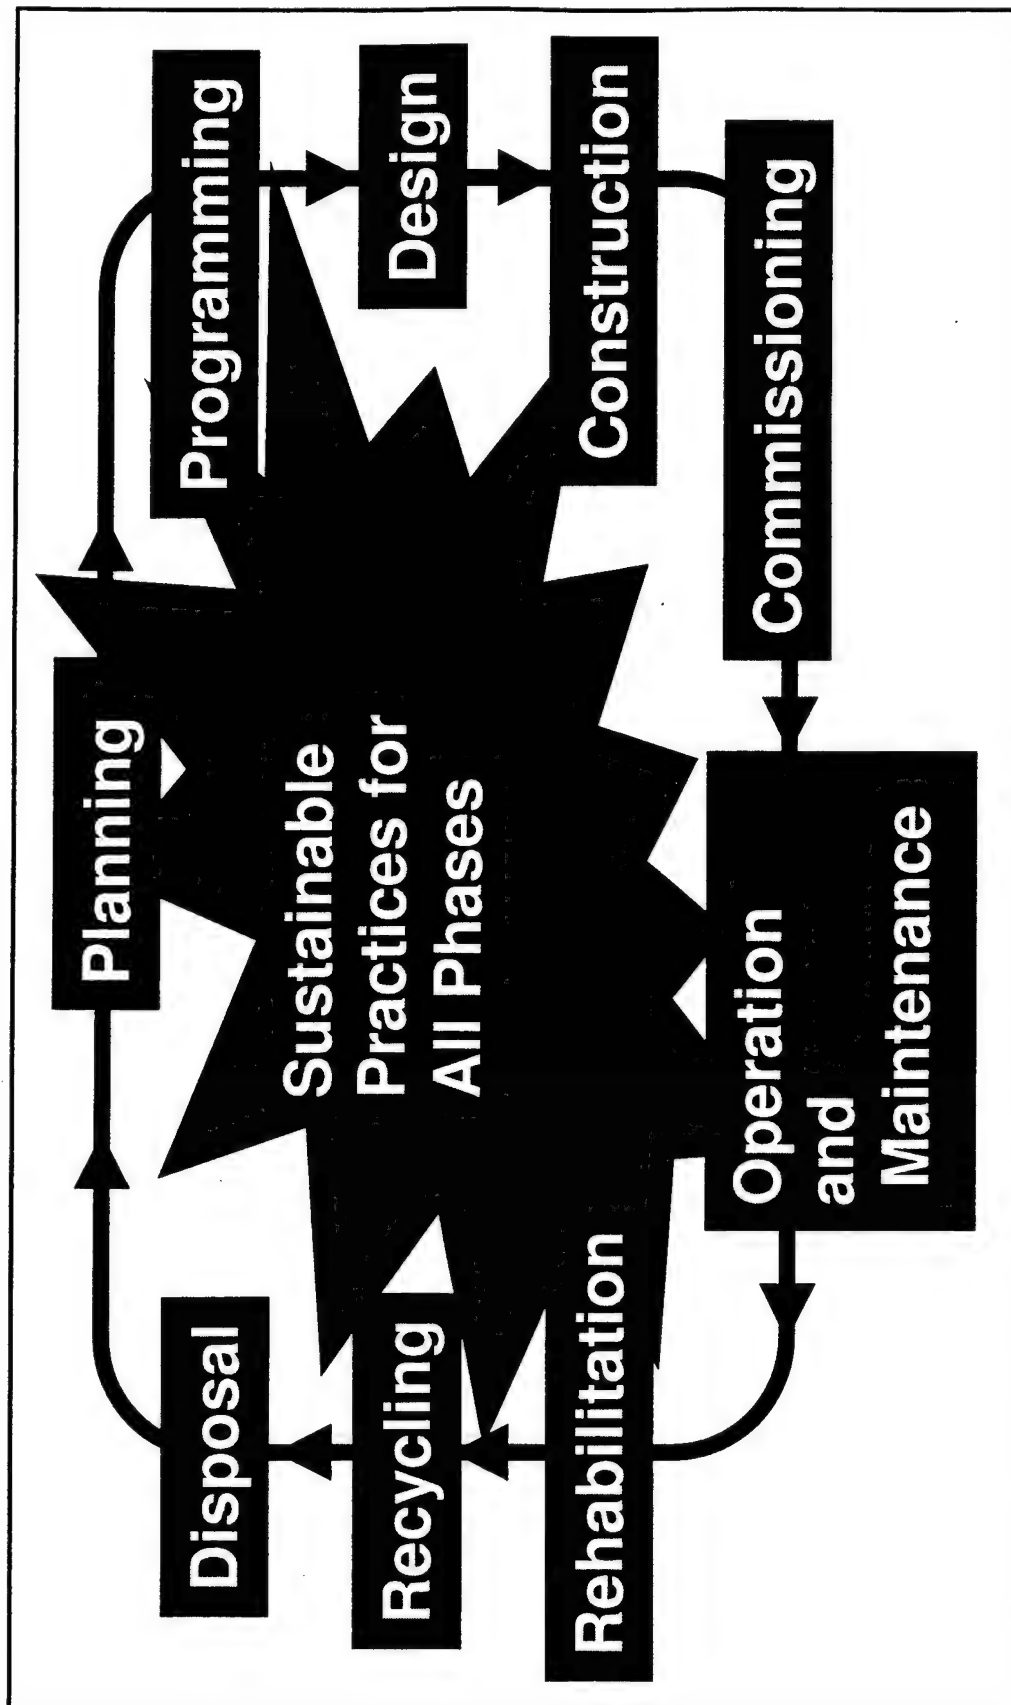 Planning
Programming
Design
Construction
Commissioning
Operation
and
Maintenance
Rehabilitation
Recycling
Disposal
Sustainable
Practices for
All Phases